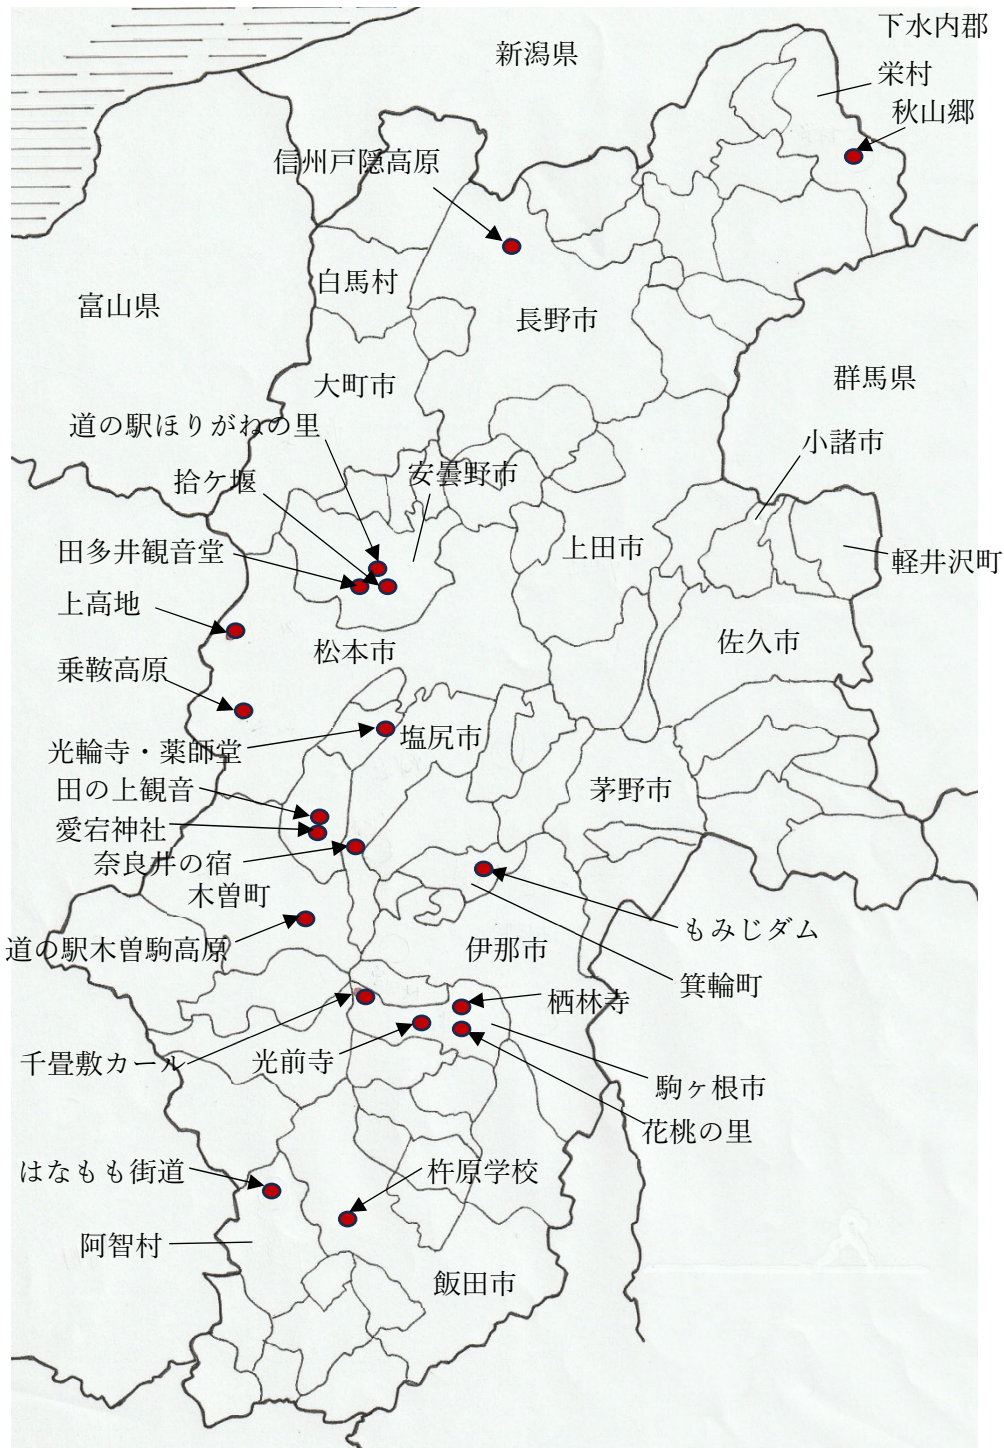 下水内郡
新潟県
栄村
秋山郷
信州戸隠高原
白馬村
富山県
長野市
群馬県
大町市
道の駅ほりがねの里
小諸市
安曇野市
拾ケ堰
上田市
田多井観音堂
軽井沢町
上高地
佐久市
松本市
乗鞍高原
塩尻市
光輪寺・薬師堂
茅野市
田の上観音
愛宕神社
奈良井の宿
木曽町
もみじダム
道の駅木曽駒高原
伊那市
箕輪町
栖林寺
千畳敷カール
光前寺
駒ヶ根市
花桃の里
はなもも街道
杵原学校
阿智村
飯田市